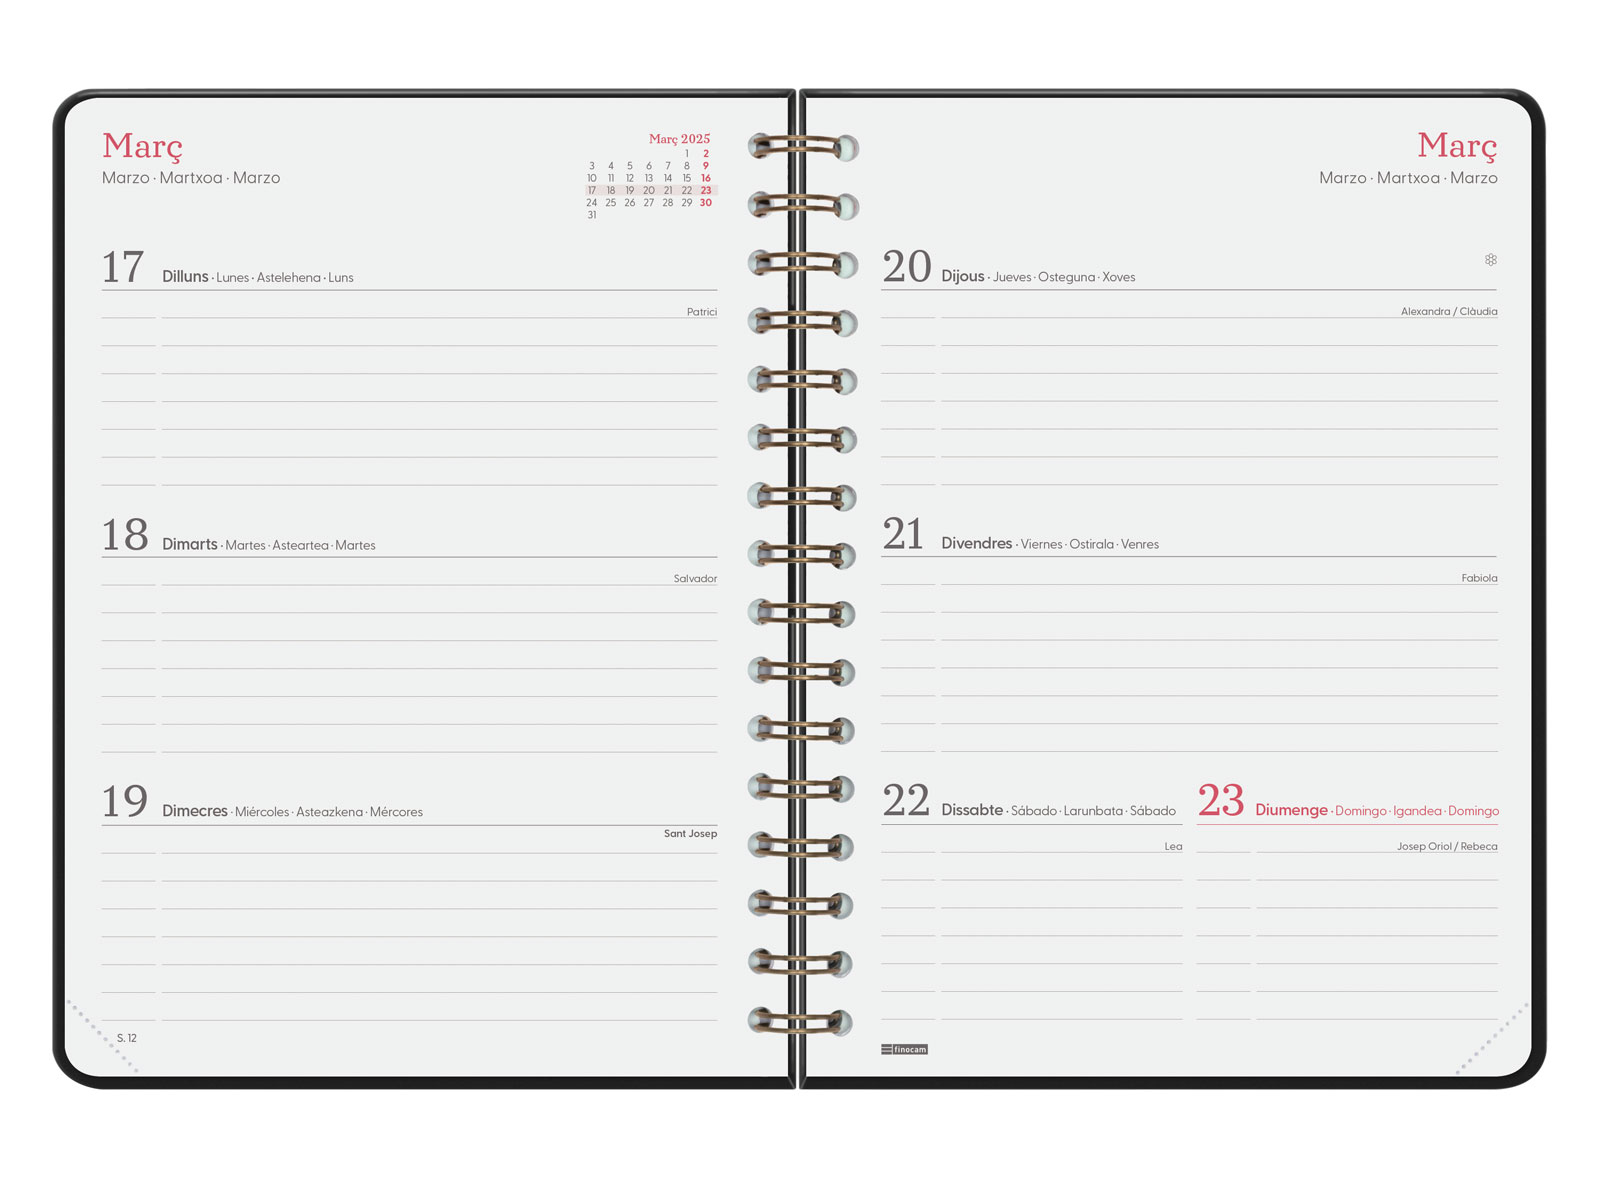 Març
Marzo · Martxoa · Marzo
Març 2025
1 2
3 4 5 6 7 8 9
10 11 12 13 14 15 16
17 18 19 20 21 22 23
24 25 26 27 28 29 30
31
17 Dilluns · Lunes · Astelehena · Luns
Patrici
18 Dimarts · Martes · Asteartea · Martes
Salvador
19 Dimecres · Miércoles · Asteazkena · Mércores
Sant Josep
S. 12
Març
Marzo · Martxoa · Marzo
20 Dijous · Jueves · Osteguna · Xoves
Alexandra / Clàudia
21 Divendres · Viernes · Ostirala · Venres
Fabiola
22 Dissabte · Sábado · Larunbata · Sábado
Lea
23 Diumenge · Domingo · Igandea · Domingo
Josep Oriol / Rebeca
finocam